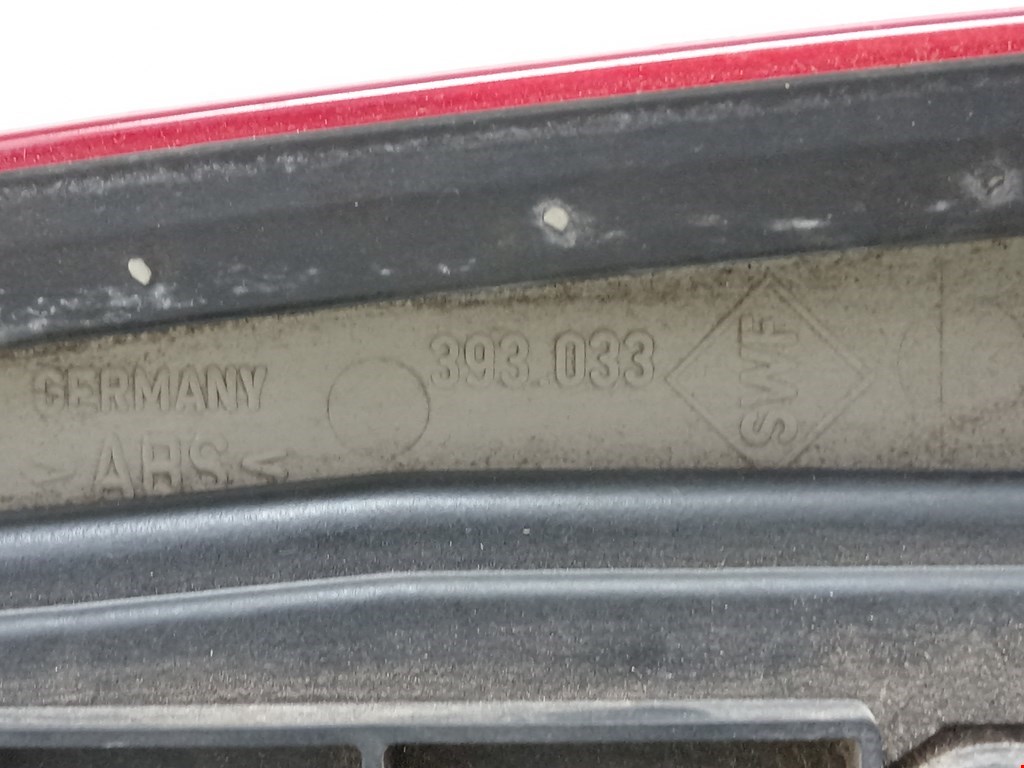 GERMANY
393 033
SWF
<ABS<